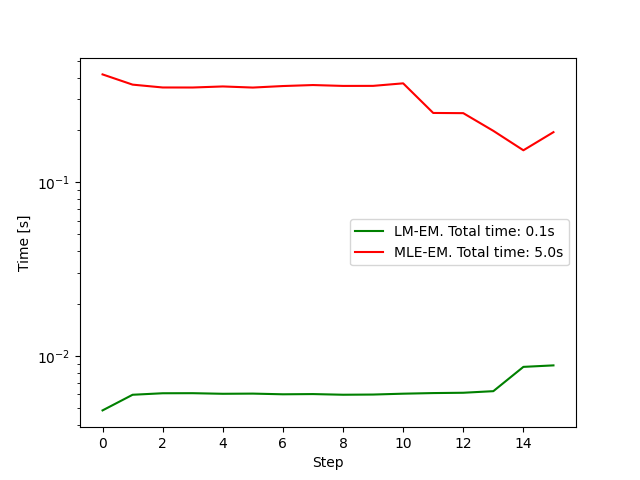 Time [s]
10⁻¹
10⁻²
LM-EM. Total time: 0.1s
MLE-EM. Total time: 5.0s
0 2 4 6 8 10 12 14
Step